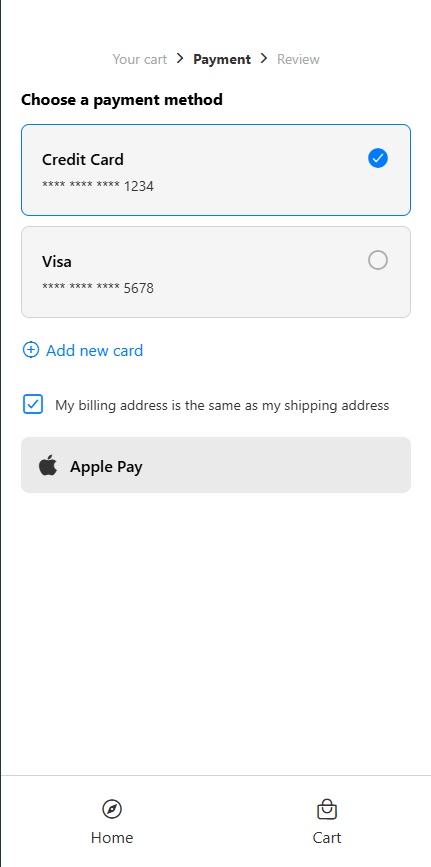 Your cart > Payment > Review
Choose a payment method
Credit Card
**** **** **** 1234
Visa
**** **** **** 5678
Add new card
My billing address is the same as my shipping address
Apple Pay
Home
Cart